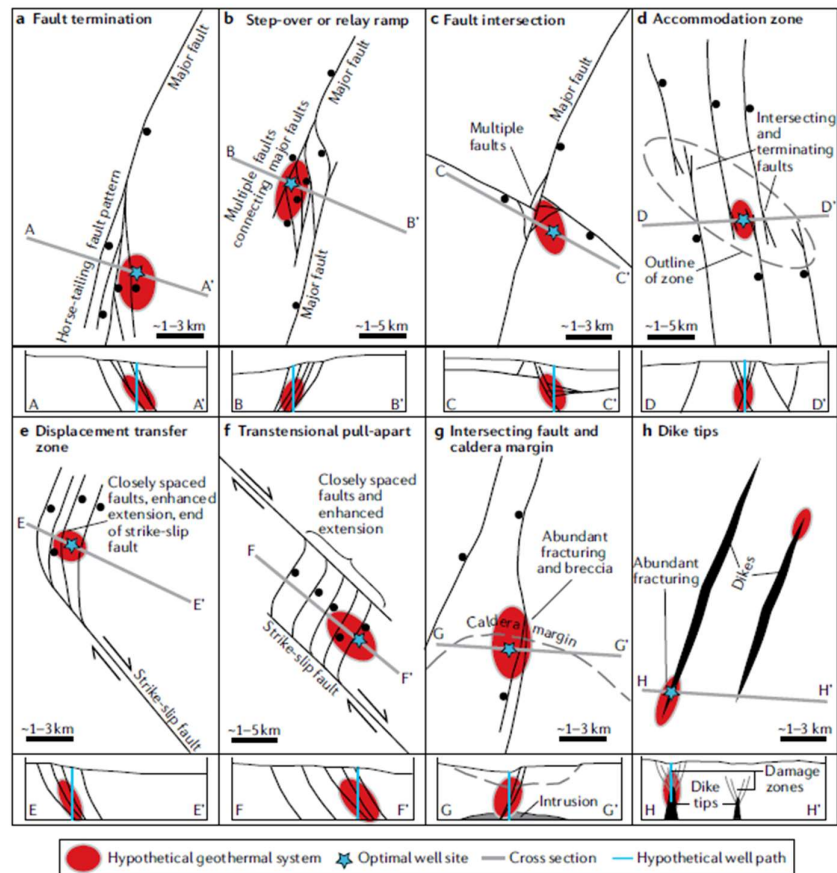 a Fault termination
Major fault
Horse-tailing fault pattern
A
A'
~1–3 km
A
A'
b Step-over or relay ramp
Major fault
B
Multiple faults
connecting major faults
B'
Major fault
~1–5 km
B
B'
c Fault intersection
Major fault
Multiple
faults
C
C'
~1–3 km
C
C'
d Accommodation zone
Intersecting
and
terminating
faults
D
D'
Outline
of zone
~1–5 km
D
D'
e Displacement transfer
zone
Closely spaced
faults, enhanced
extension, end
of strike-slip
fault
E
E'
Strike-slip fault
~1–3 km
E
E'
f Transtensional pull-apart
Closely spaced
faults and
enhanced
extension
F
Strike-slip fault
F'
~1–5 km
F
F'
g Intersecting fault and
caldera margin
Abundant
fracturing
and breccia
Caldera margin
G
G'
~1–3 km
G
Intrusion
G'
h Dike tips
Abundant
fracturing
Dikes
H
H'
~1–3 km
Dike
tips
Damage
zones
H
H'
Hypothetical geothermal system
Optimal well site
Cross section
Hypothetical well path